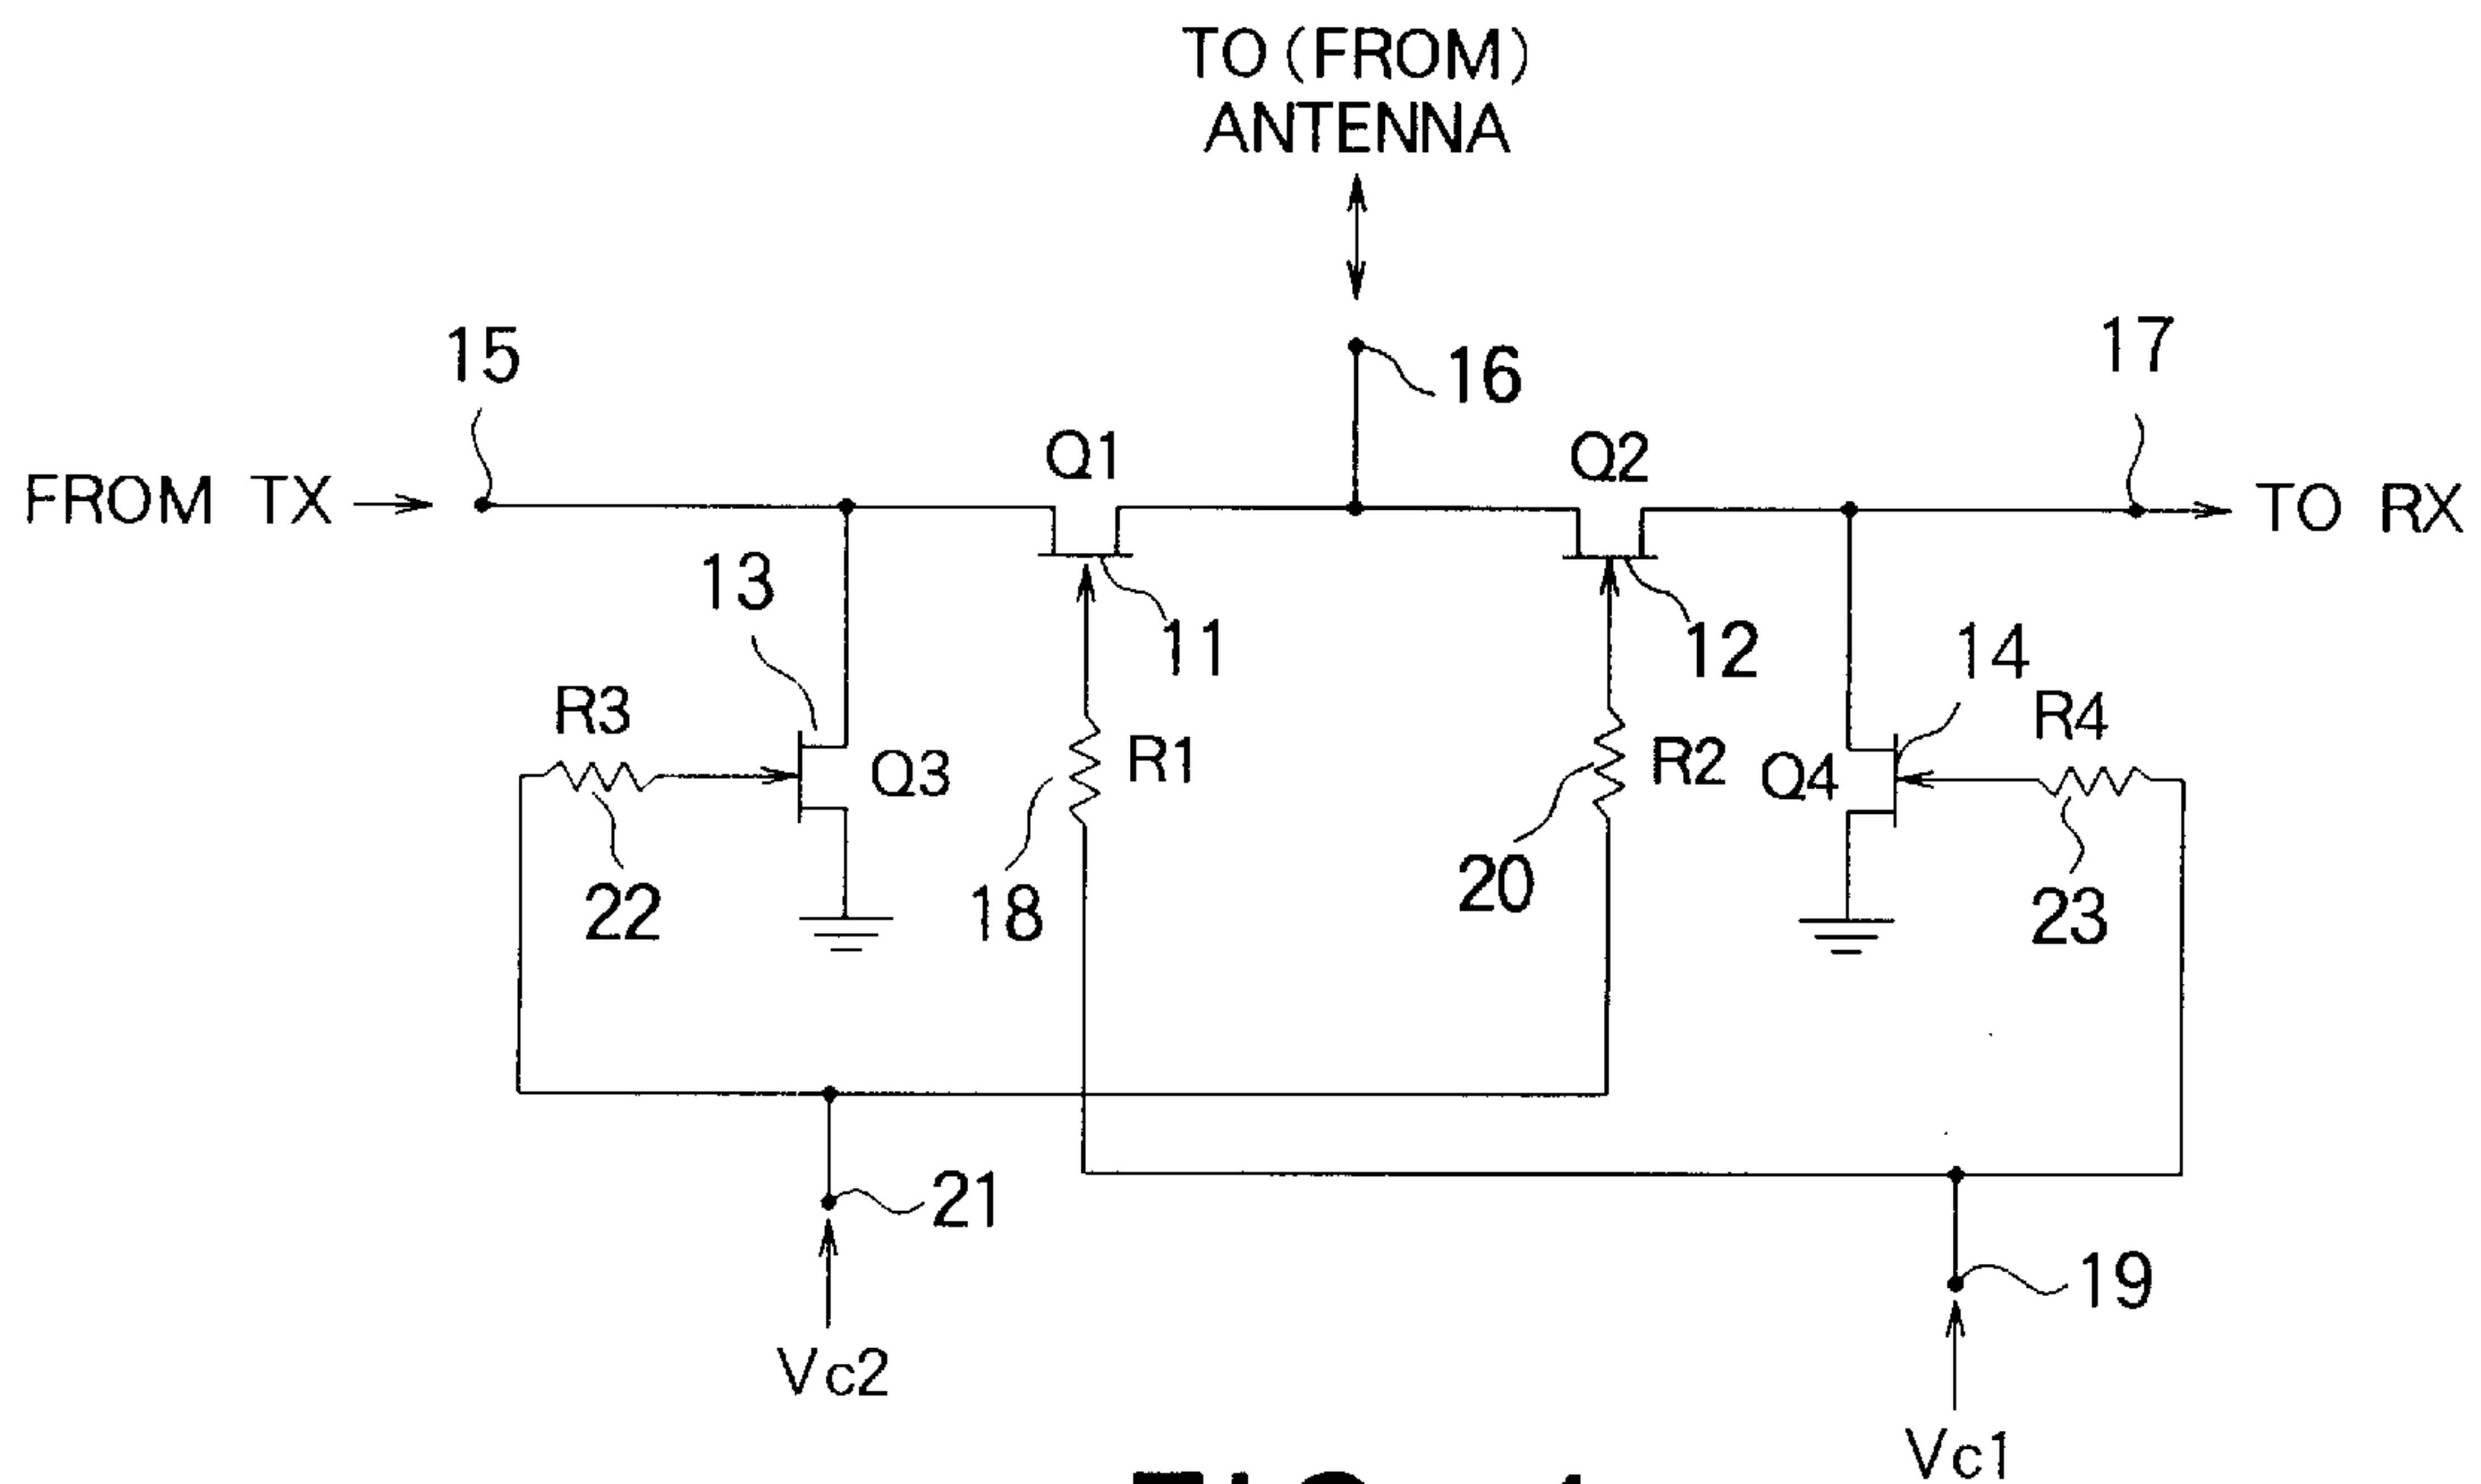 TO (FROM)
ANTENNA
15
16
17
Q1
Q2
FROM TX
TO RX
13
11
12
14
R3
R1
R2
R4
Q3
Q4
22
18
20
23
21
19
Vc2
Vc1